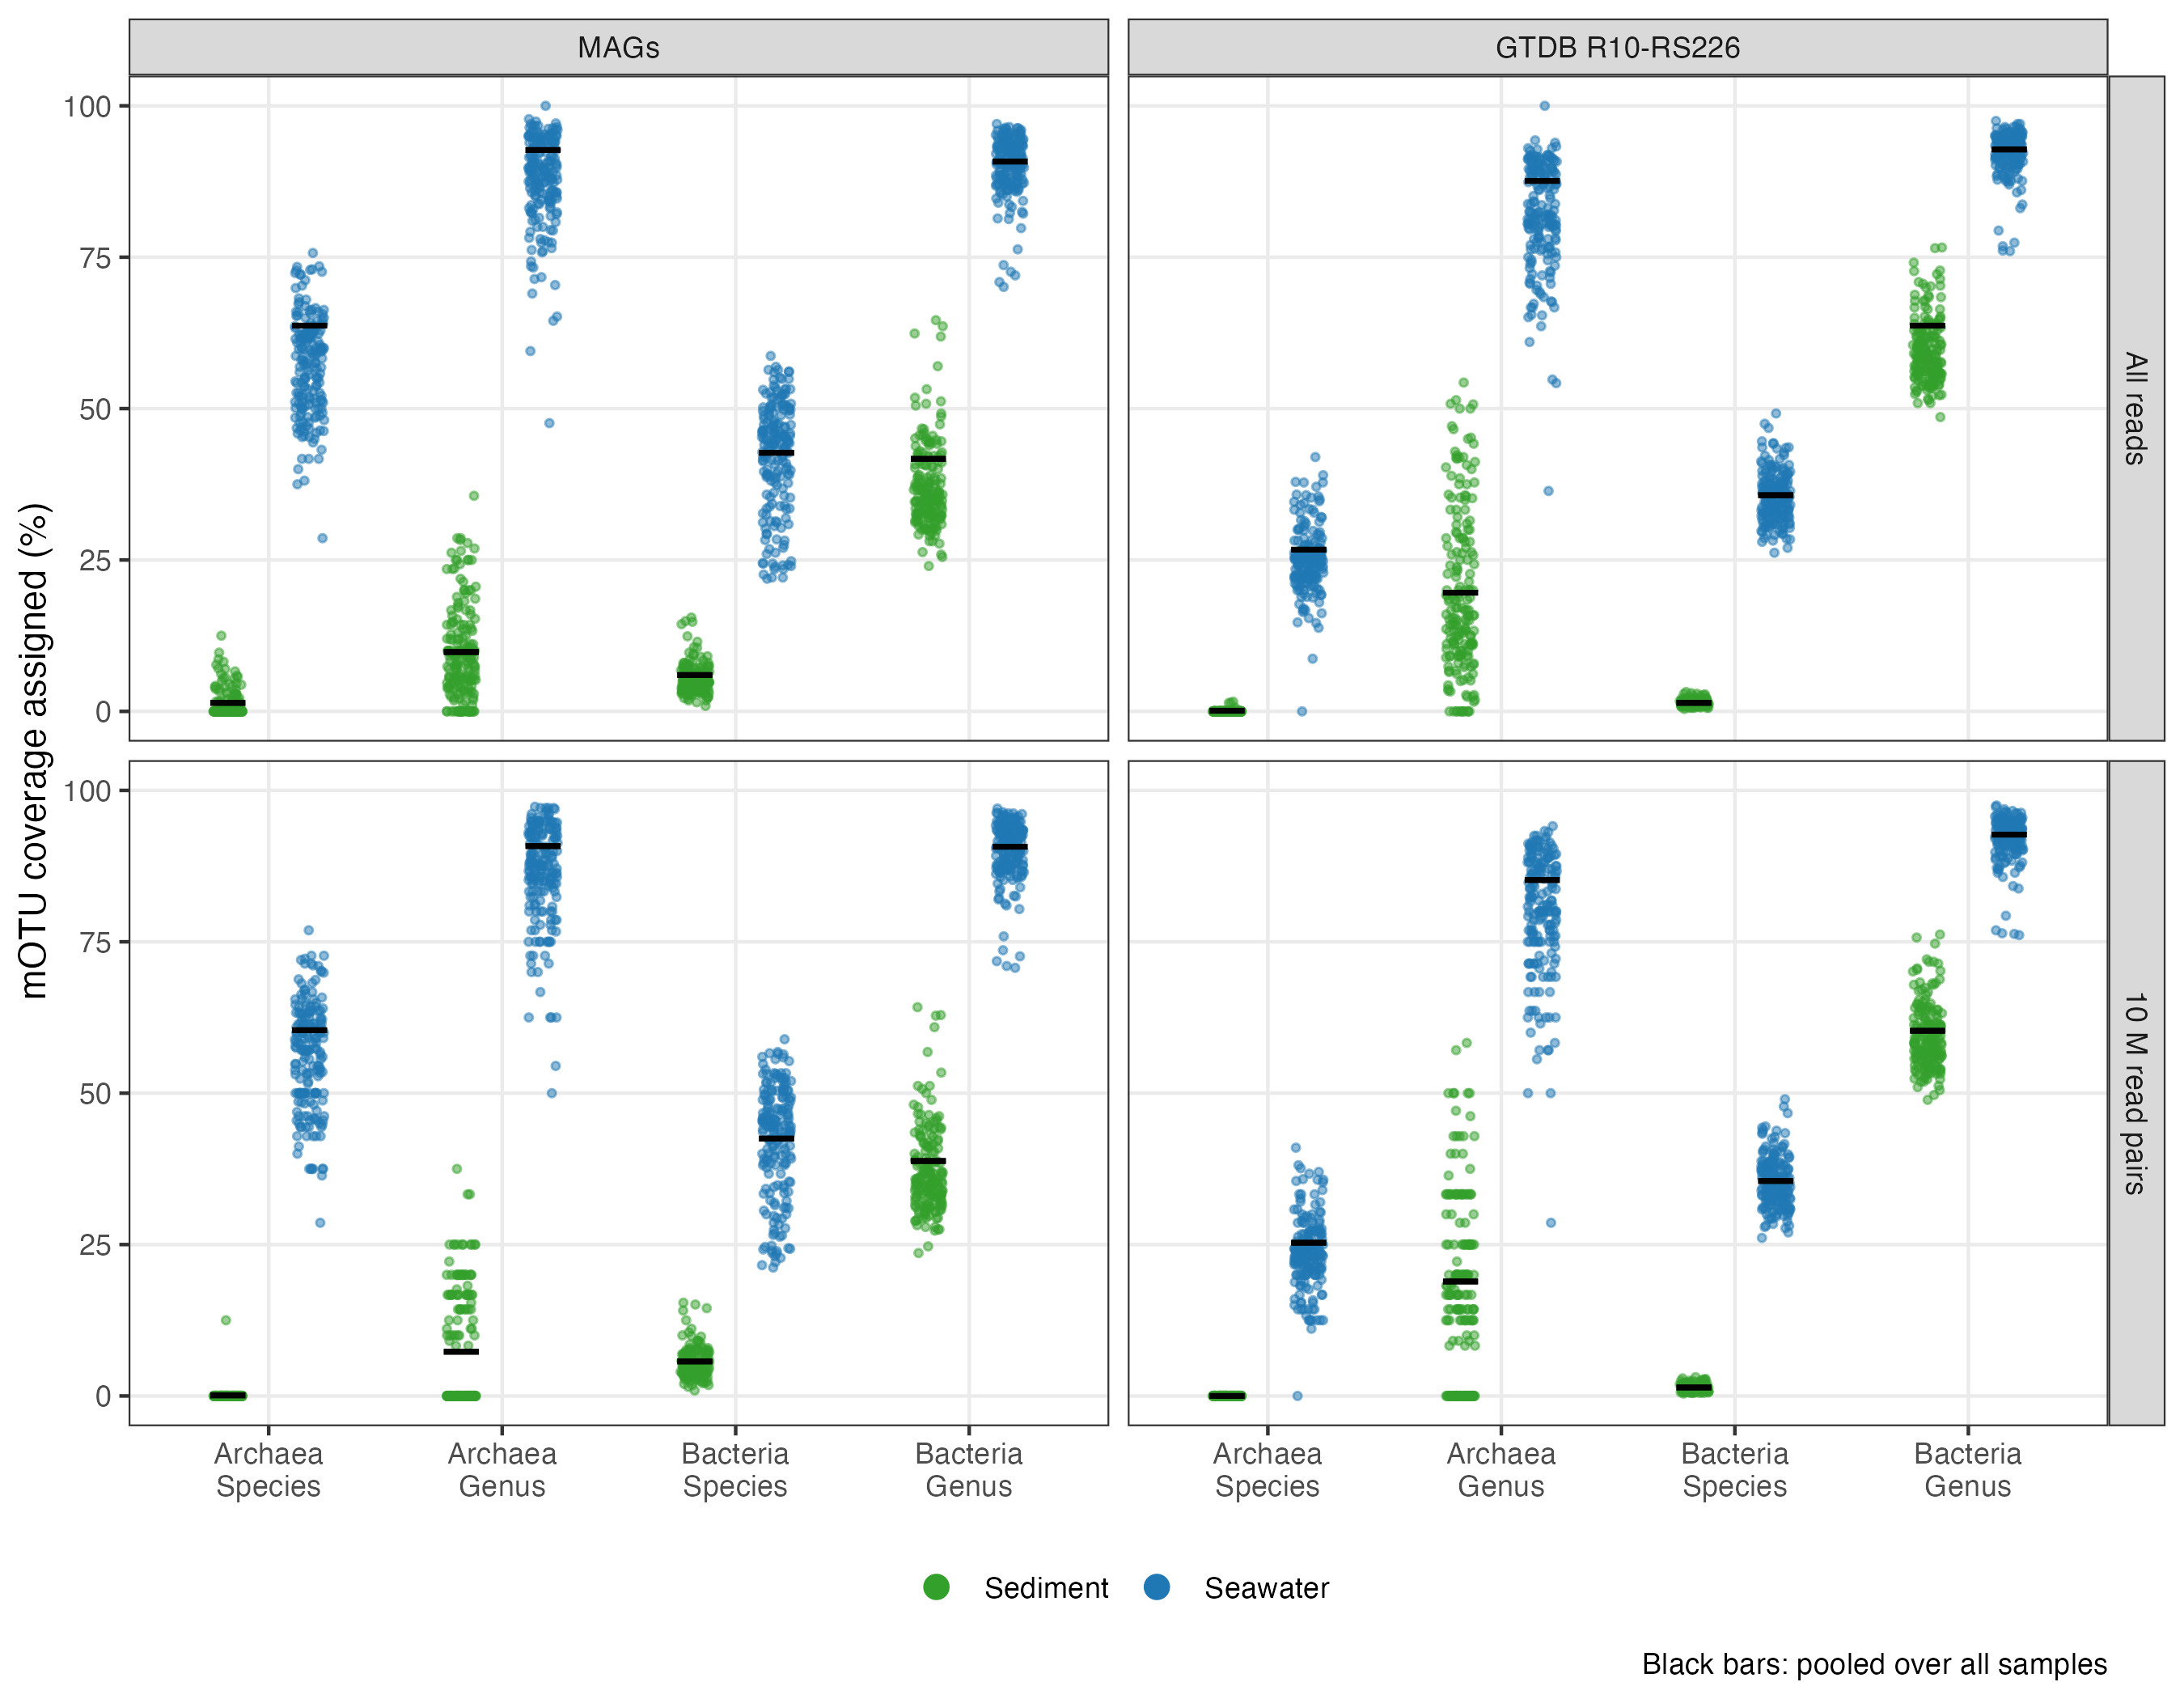 MAGs
GTDB R10-RS226
mOTU coverage assigned (%)
100
75
50
25
0
All reads
100
75
50
25
0
10 M read pairs
Archaea
Species
Archaea
Genus
Bacteria
Species
Bacteria
Genus
Archaea
Species
Archaea
Genus
Bacteria
Species
Bacteria
Genus
Sediment
Seawater
Black bars: pooled over all samples